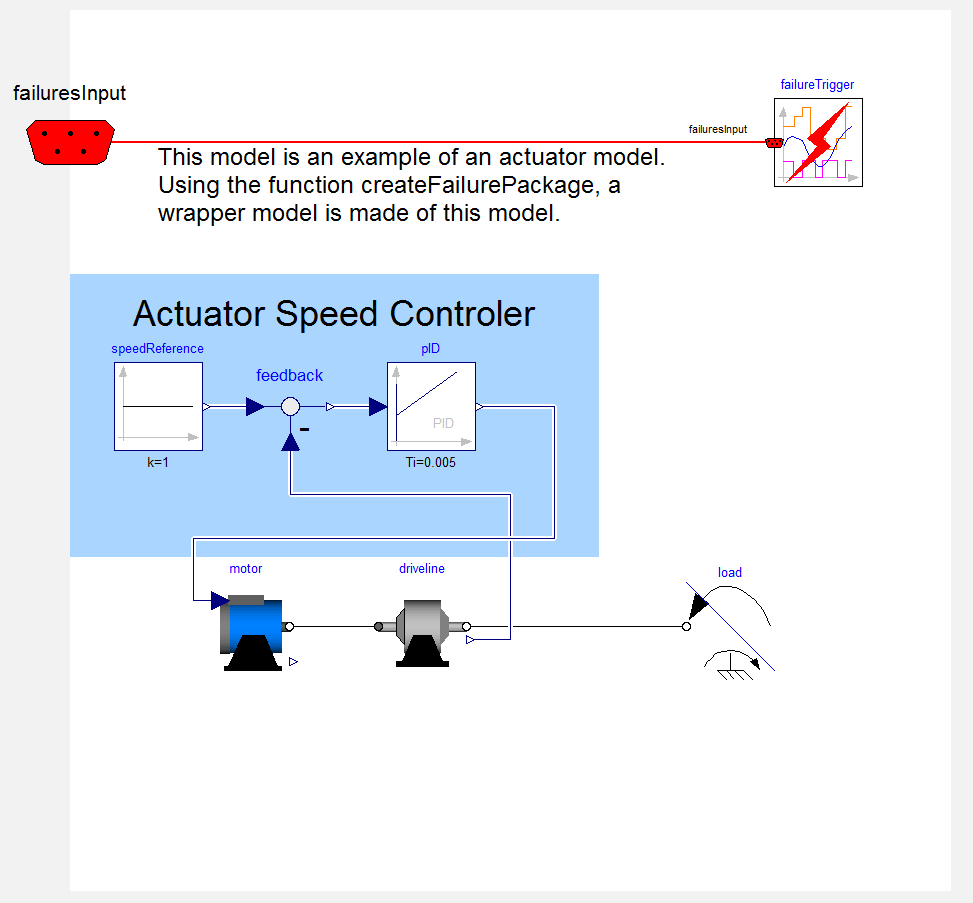 failureTrigger
failuresInput
failuresInput
This model is an example of an actuator model.
Using the function createFailurePackage, a
wrapper model is made of this model.
Actuator Speed Controler
speedReference
pID
feedback
PID
-
k=1
Ti=0.005
motor
driveline
load